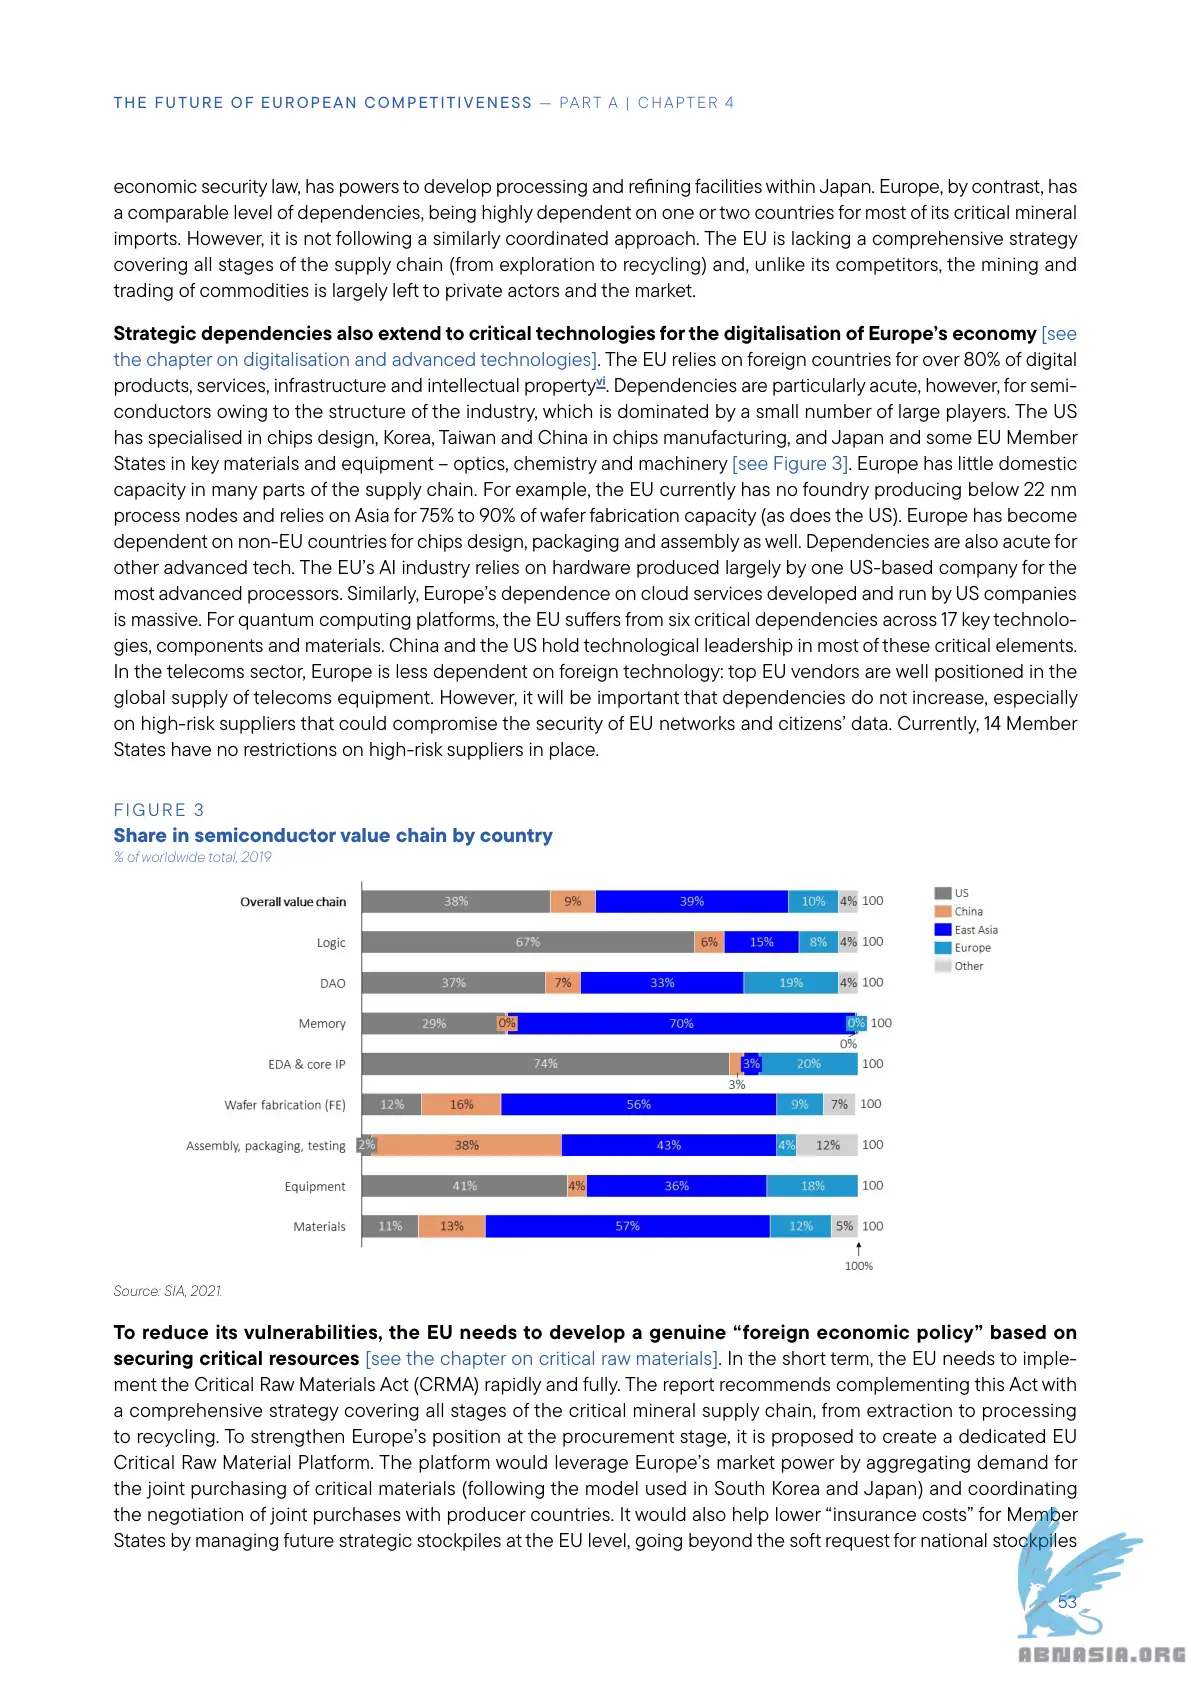 THE FUTURE OF EUROPEAN COMPETITIVENESS — PART A | CHAPTER 4
economic security law, has powers to develop processing and refining facilities within Japan. Europe, by contrast, has
a comparable level of dependencies, being highly dependent on one or two countries for most of its critical mineral
imports. However, it is not following a similarly coordinated approach. The EU is lacking a comprehensive strategy
covering all stages of the supply chain (from exploration to recycling) and, unlike its competitors, the mining and
trading of commodities is largely left to private actors and the market.
Strategic dependencies also extend to critical technologies for the digitalisation of Europe’s economy [see
the chapter on digitalisation and advanced technologies]. The EU relies on foreign countries for over 80% of digital
products, services, infrastructure and intellectual propertyvi. Dependencies are particularly acute, however, for semi-
conductors owing to the structure of the industry, which is dominated by a small number of large players. The US
has specialised in chips design, Korea, Taiwan and China in chips manufacturing, and Japan and some EU Member
States in key materials and equipment – optics, chemistry and machinery [see Figure 3]. Europe has little domestic
capacity in many parts of the supply chain. For example, the EU currently has no foundry producing below 22 nm
process nodes and relies on Asia for 75% to 90% of wafer fabrication capacity (as does the US). Europe has become
dependent on non-EU countries for chips design, packaging and assembly as well. Dependencies are also acute for
other advanced tech. The EU’s AI industry relies on hardware produced largely by one US-based company for the
most advanced processors. Similarly, Europe’s dependence on cloud services developed and run by US companies
is massive. For quantum computing platforms, the EU suffers from six critical dependencies across 17 key technolo-
gies, components and materials. China and the US hold technological leadership in most of these critical elements.
In the telecoms sector, Europe is less dependent on foreign technology: top EU vendors are well positioned in the
global supply of telecoms equipment. However, it will be important that dependencies do not increase, especially
on high-risk suppliers that could compromise the security of EU networks and citizens’ data. Currently, 14 Member
States have no restrictions on high-risk suppliers in place.
FIGURE 3
Share in semiconductor value chain by country
% of worldwide total, 2019
Overall value chain 38% 9% 39% 10% 4% 100
Logic 67% 6% 15% 8% 4% 100
DAO 37% 7% 33% 19% 4% 100
Memory 29% 0% 70% 0% 100
0%
EDA & core IP 74% 3% 20% 100
3%
Wafer fabrication (FE) 12% 16% 56% 9% 7% 100
Assembly, packaging, testing 2% 38% 43% 4% 12% 100
Equipment 41% 4% 36% 18% 100
Materials 11% 13% 57% 12% 5% 100
100%
US
China
East Asia
Europe
Other
Source: SIA, 2021.
To reduce its vulnerabilities, the EU needs to develop a genuine “foreign economic policy” based on
securing critical resources [see the chapter on critical raw materials]. In the short term, the EU needs to imple-
ment the Critical Raw Materials Act (CRMA) rapidly and fully. The report recommends complementing this Act with
a comprehensive strategy covering all stages of the critical mineral supply chain, from extraction to processing
to recycling. To strengthen Europe’s position at the procurement stage, it is proposed to create a dedicated EU
Critical Raw Material Platform. The platform would leverage Europe’s market power by aggregating demand for
the joint purchasing of critical materials (following the model used in South Korea and Japan) and coordinating
the negotiation of joint purchases with producer countries. It would also help lower “insurance costs” for Member
States by managing future strategic stockpiles at the EU level, going beyond the soft request for national stockpiles
53
ABNASIA.ORG